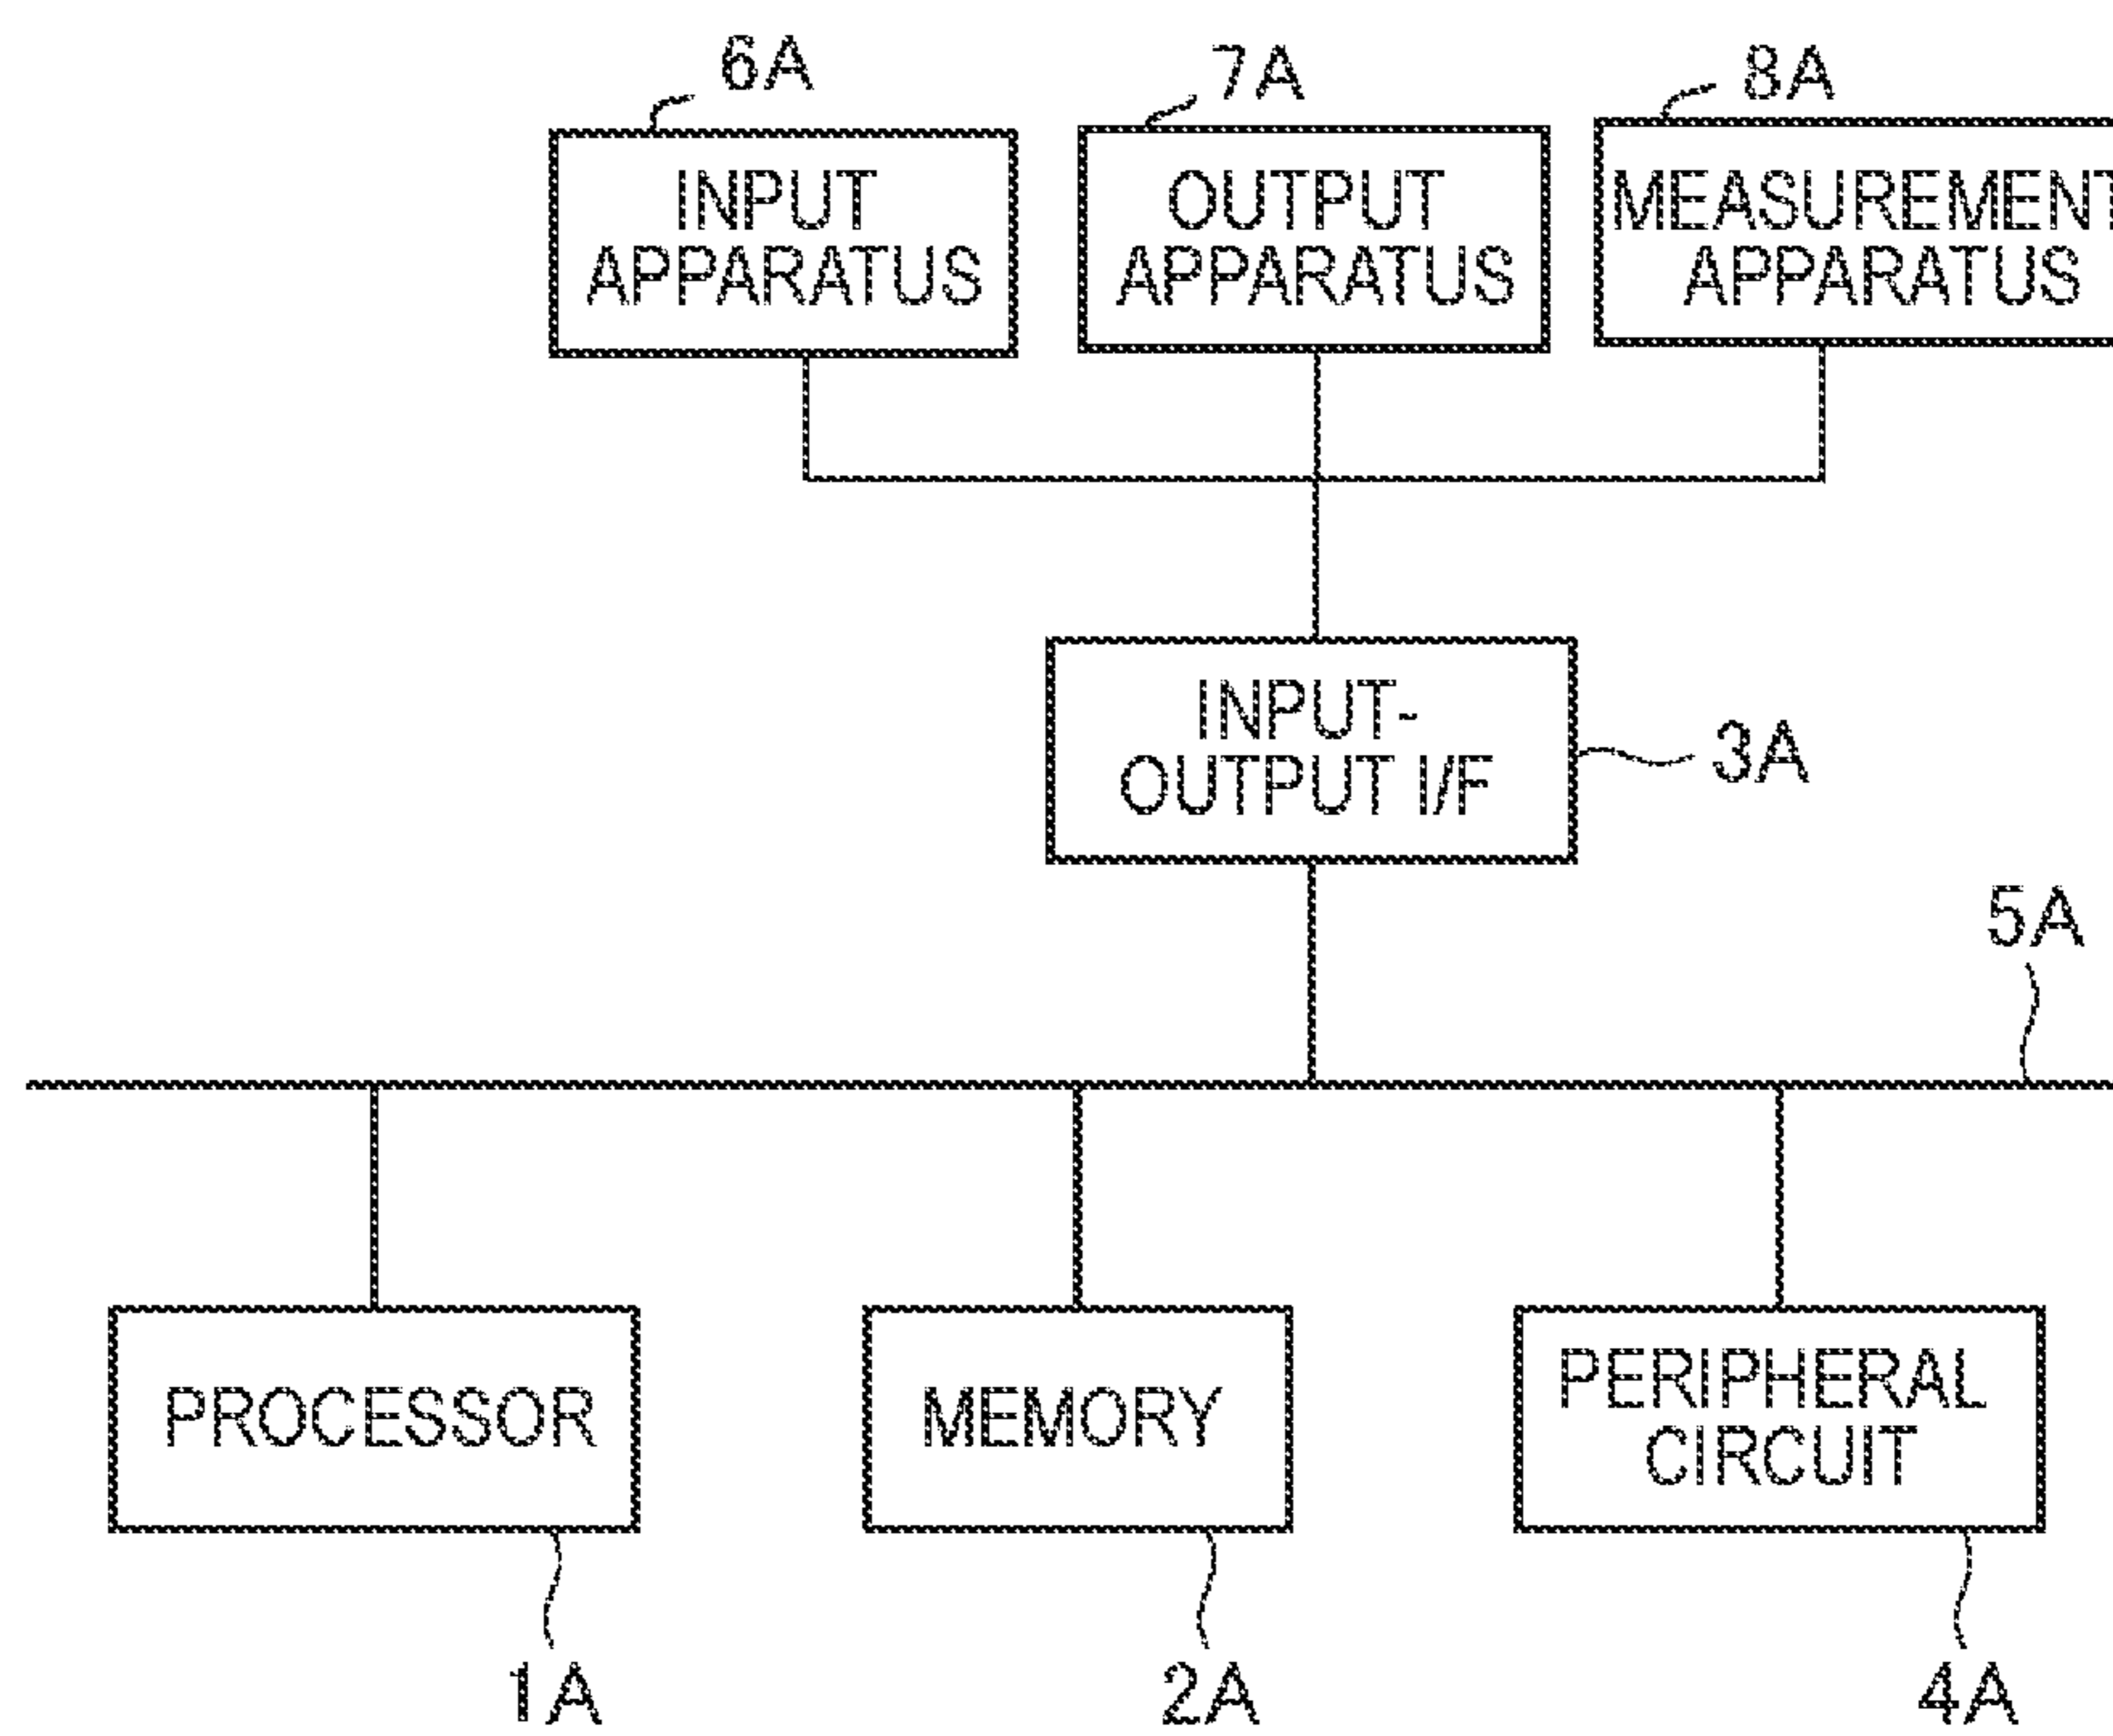 6A
7A
8A
INPUT
APPARATUS
OUTPUT
APPARATUS
MEASUREMENT
APPARATUS
INPUT-
OUTPUT I/F
3A
5A
PROCESSOR
MEMORY
PERIPHERAL
CIRCUIT
1A
2A
4A